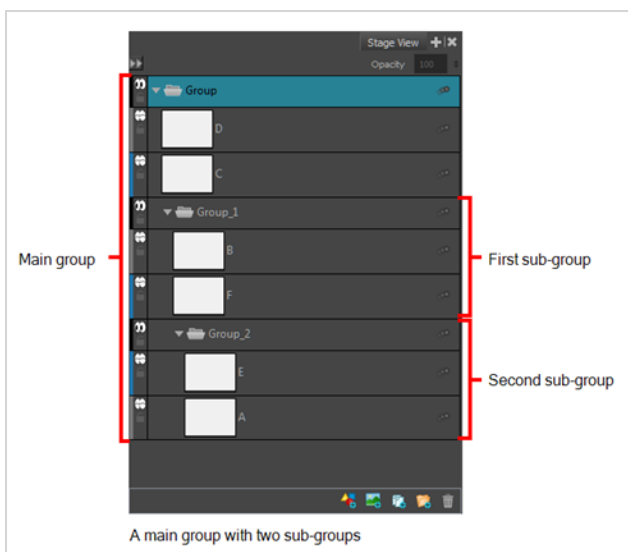 Stage View
Opacity 100
Group
D
C
Group_1
B
Main group
First sub-group
F
Group_2
E
Second sub-group
A
A main group with two sub-groups